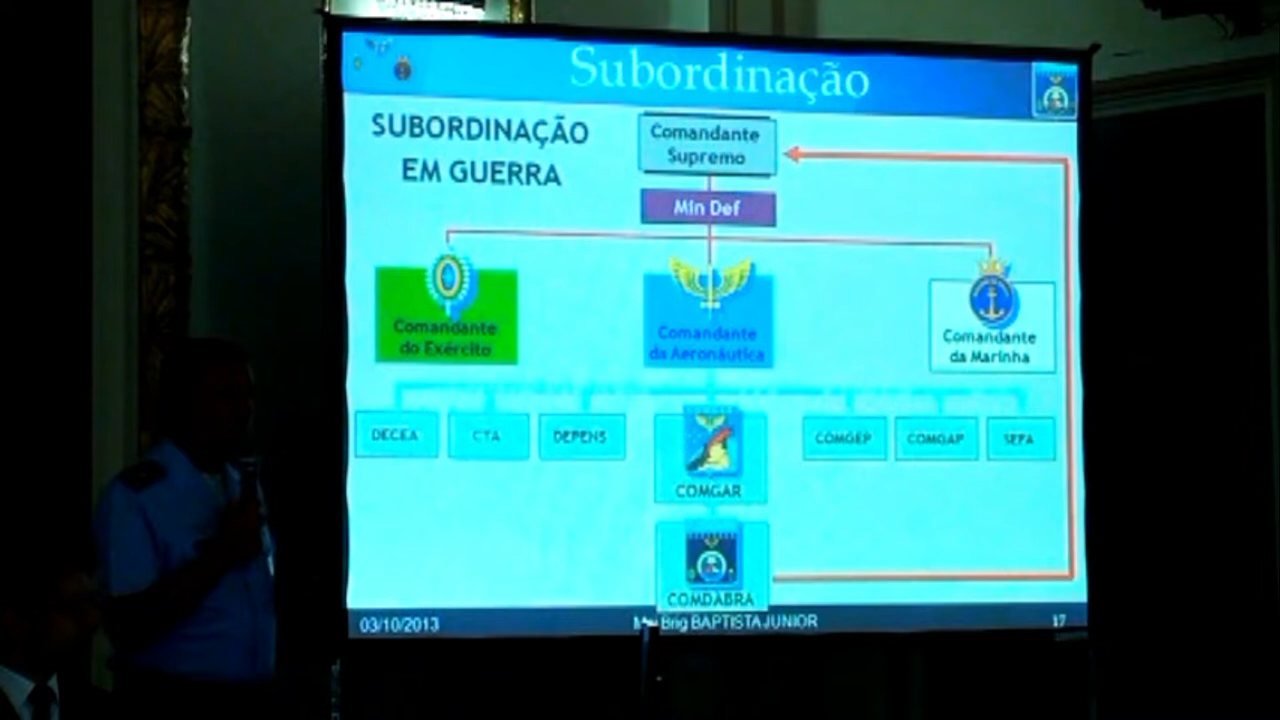 Subordinação
SUBORDINAÇÃO
EM GUERRA
Comandante
Supremo
Min Def
Comandante
do Exército
Comandante
da Aeronáutica
Comandante
da Marinha
DECEA
CTA
DEPENS
COMGAR
COMGEP
COMGAP
SEFA
COMDABRA
03/10/2013
Brig BAPTISTA JUNIOR
17